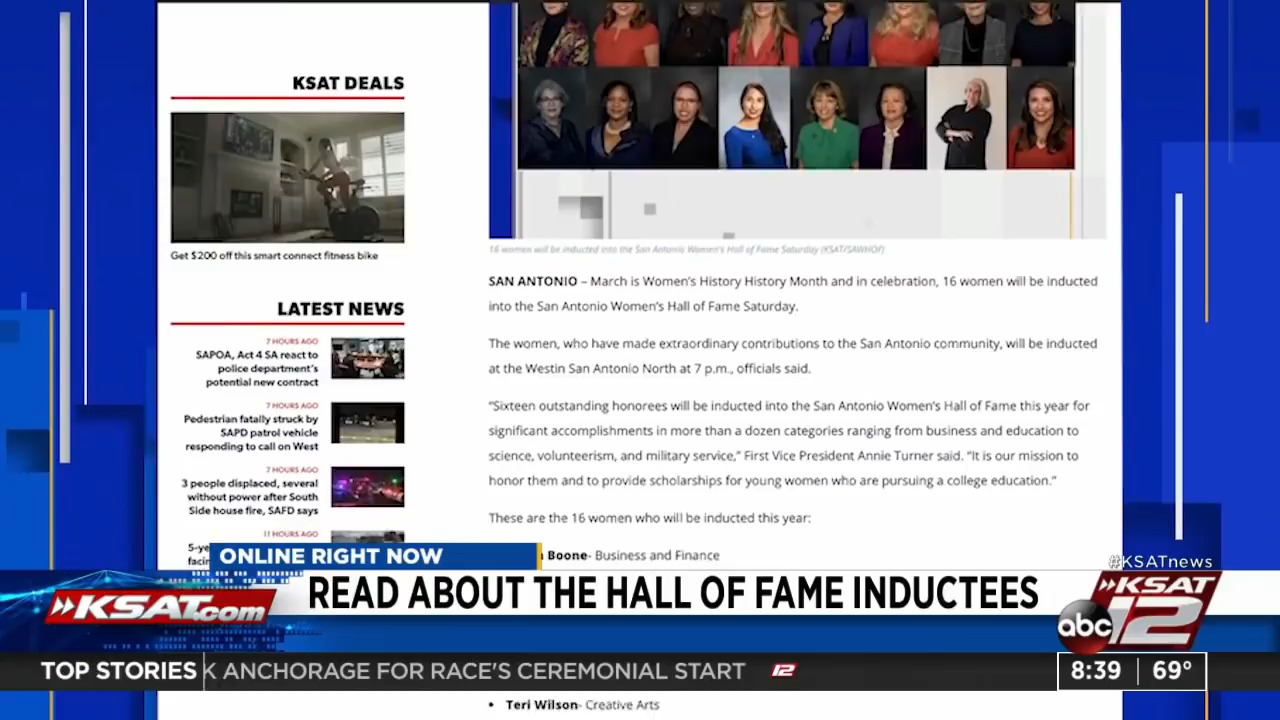 KSAT DEALS
Get $200 off this smart connect fitness bike
LATEST NEWS
7 HOURS AGO
SAPOA, Act 4 SA react to
police department's
potential new contract
7 HOURS AGO
Pedestrian fatally struck by
SAPD patrol vehicle
responding to call on West
7 HOURS AGO
3 people displaced, several
without power after South
Side house fire, SAFD says
11 HOURS AGO
5-ye
facin
16 women will be inducted into the San Antonio Women's Hall of Fame Saturday (KSAT/SAWHOF)
SAN ANTONIO – March is Women's History History Month and in celebration, 16 women will be inducted
into the San Antonio Women's Hall of Fame Saturday.
The women, who have made extraordinary contributions to the San Antonio community, will be inducted
at the Westin San Antonio North at 7 p.m., officials said.
"Sixteen outstanding honorees will be inducted into the San Antonio Women's Hall of Fame this year for
significant accomplishments in more than a dozen categories ranging from business and education to
science, volunteerism, and military service," First Vice President Annie Turner said. "It is our mission to
honor them and to provide scholarships for young women who are pursuing a college education."
These are the 16 women who will be inducted this year:
Boone- Business and Finance
ONLINE RIGHT NOW
#KSATnews
KSAT.com
READ ABOUT THE HALL OF FAME INDUCTEES
KSAT
abc 12
TOP STORIES K ANCHORAGE FOR RACE'S CEREMONIAL START 12
8:39 69°
• Teri Wilson- Creative Arts